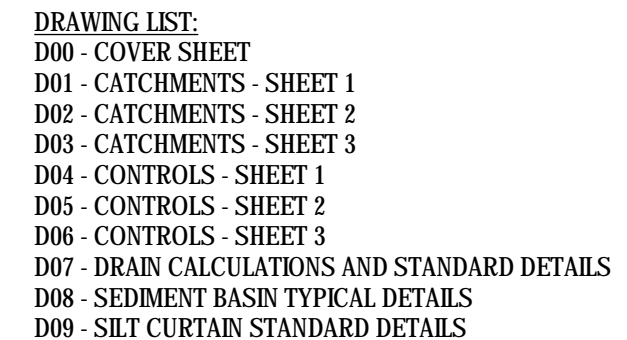 DRAWING LIST:
D00 - COVER SHEET
D01 - CATCHMENTS - SHEET 1
D02 - CATCHMENTS - SHEET 2
D03 - CATCHMENTS - SHEET 3
D04 - CONTROLS - SHEET 1
D05 - CONTROLS - SHEET 2
D06 - CONTROLS - SHEET 3
D07 - DRAIN CALCULATIONS AND STANDARD DETAILS
D08 - SEDIMENT BASIN TYPICAL DETAILS
D09 - SILT CURTAIN STANDARD DETAILS